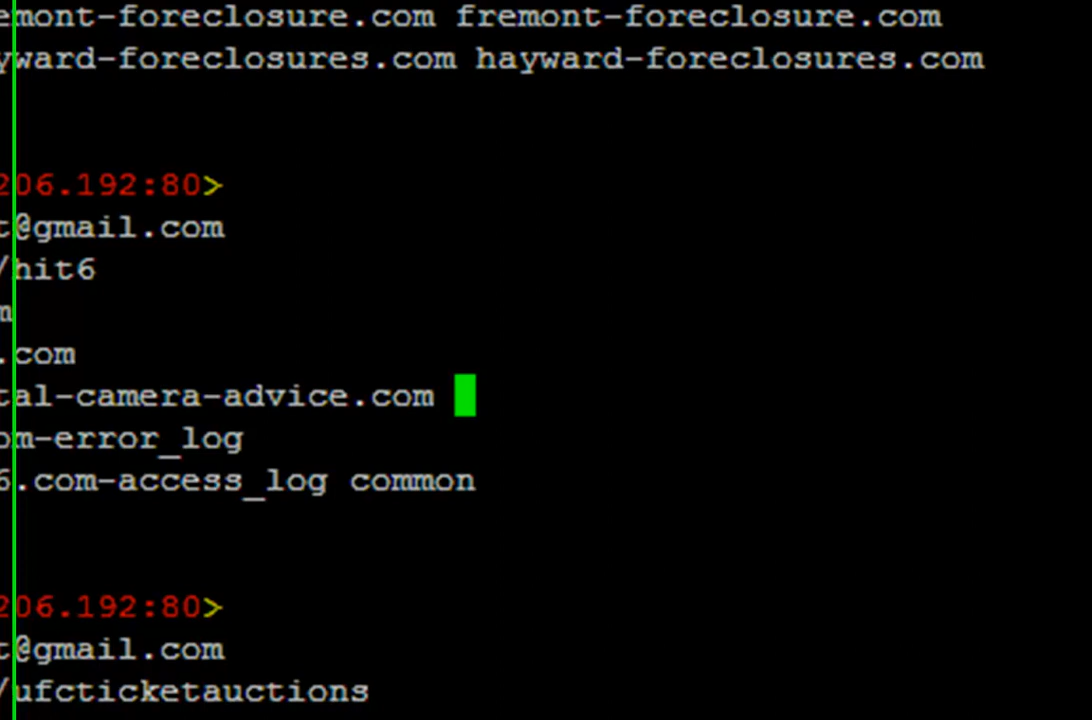 emont-foreclosure.com fremont-foreclosure.com
yward-foreclosures.com hayward-foreclosures.com
206.192:80>
t@gmail.com
/hit6
m
.com
tal-camera-advice.com
om-error_log
6.com-access_log common
206.192:80>
t@gmail.com
/ufcticketauctions